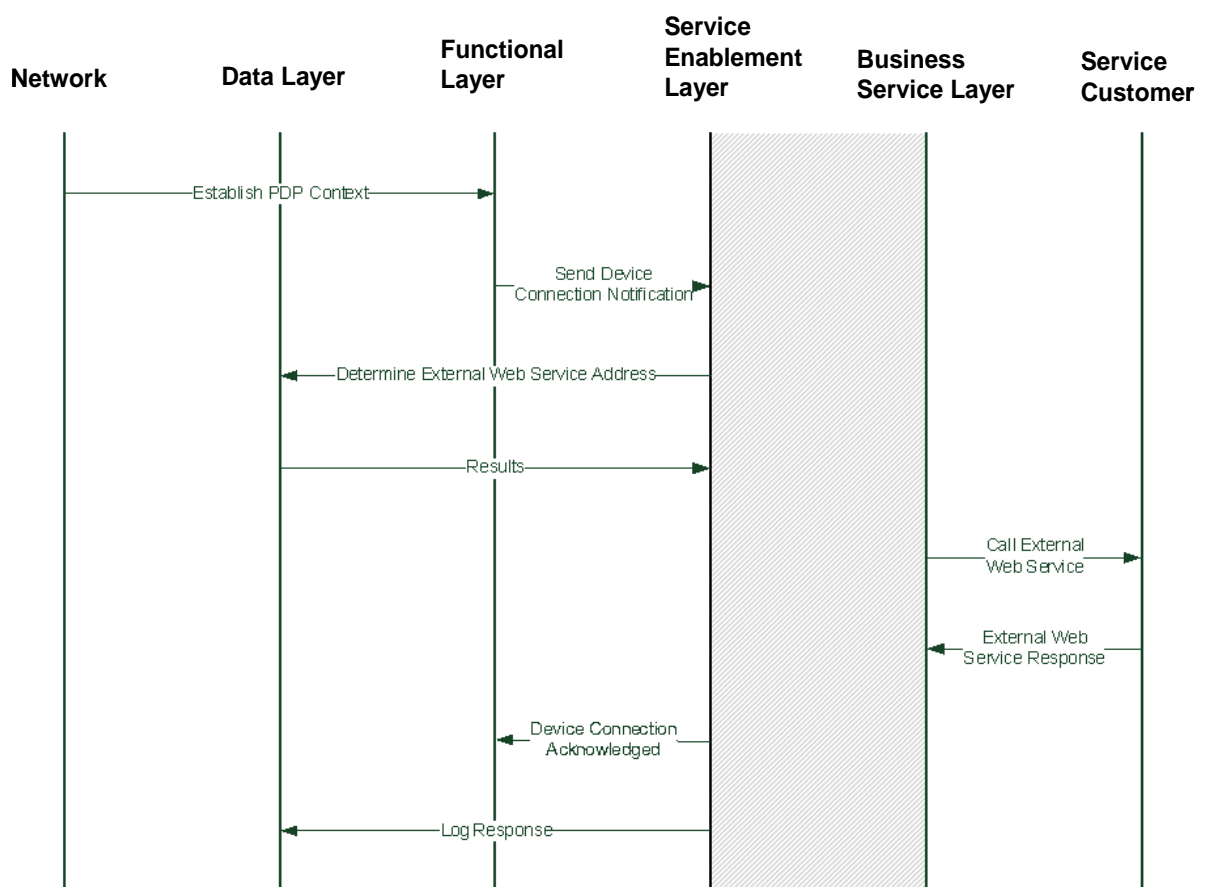 Network
Data Layer
Functional
Layer
Service
Enablement
Layer
Business
Service Layer
Service
Customer
Establish PDP Context
Send Device
Connection Notification
Determine External Web Service Address
Results
Call External
Web Service
External Web
Service Response
Device Connection
Acknowledged
Log Response